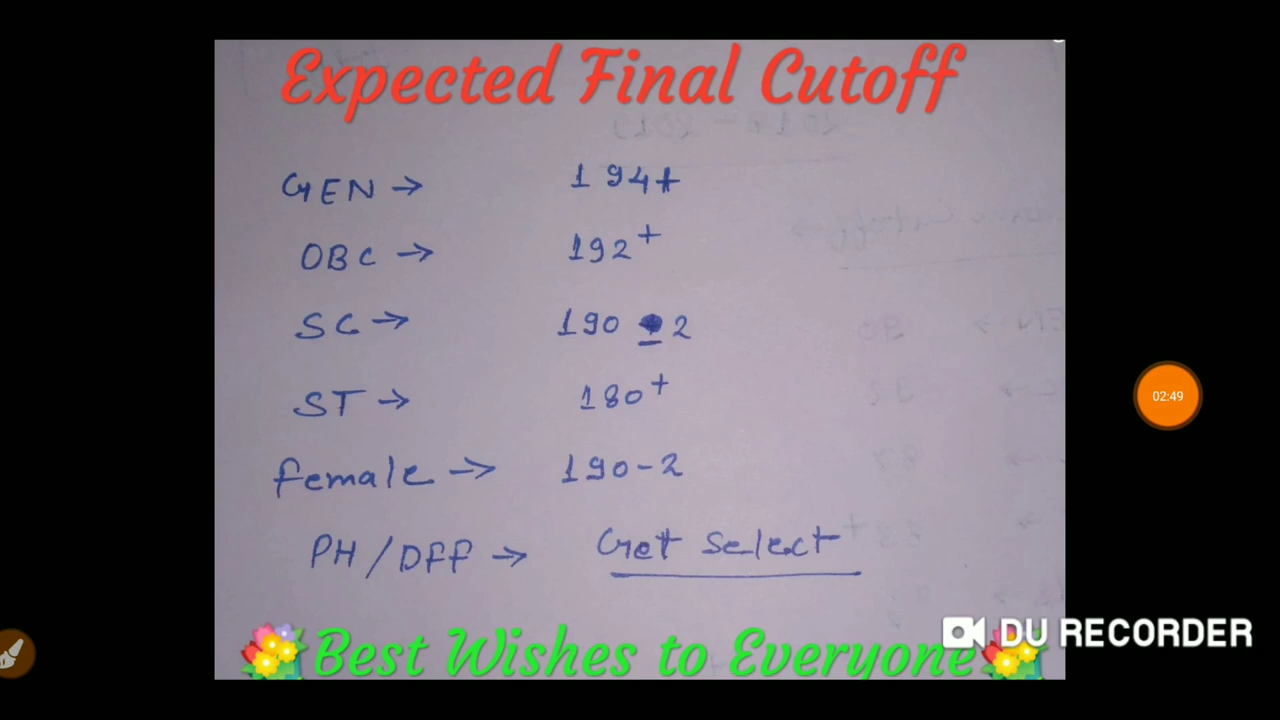 Expected Final Cutoff
GEN → 194+
OBC → 192+
SC → 190 - 2
ST → 180+
Female → 190-2
PH/DFF → Get Select
02:49
DU RECORDER
Best Wishes to Everyone